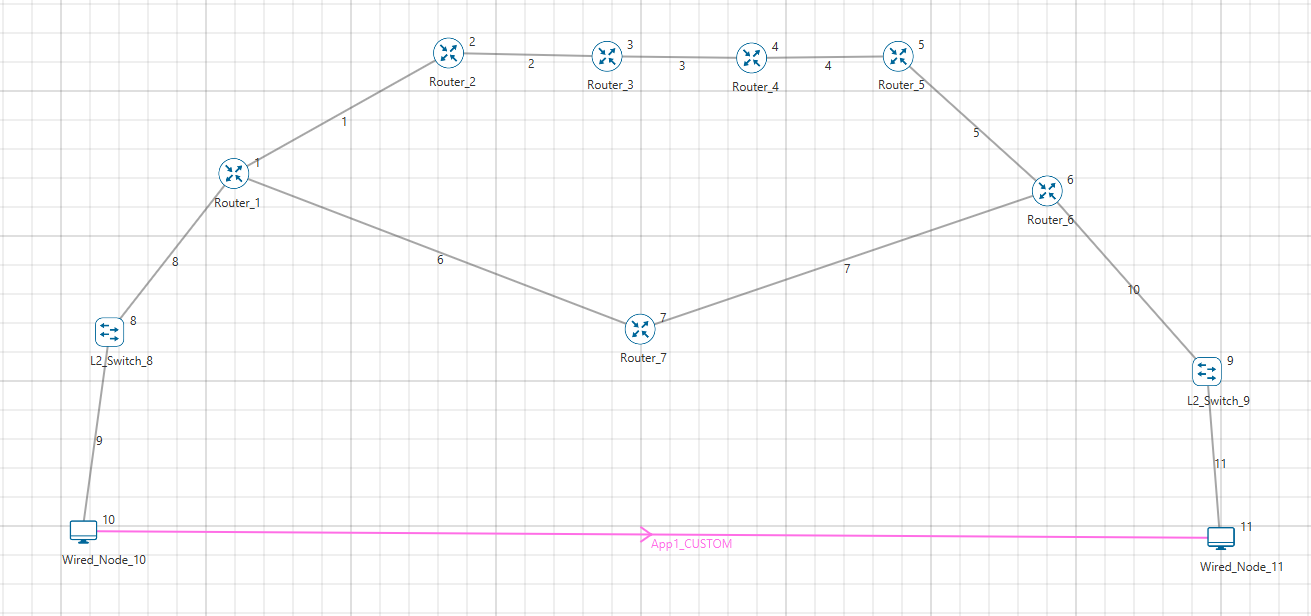 2
Router_2
3
Router_3
4
Router_4
5
Router_5
2
3
4
1
5
1
Router_1
6
Router_6
6
7
8
10
8
L2_Switch_8
7
Router_7
9
L2_Switch_9
9
11
10
Wired_Node_10
App1_CUSTOM
11
Wired_Node_11